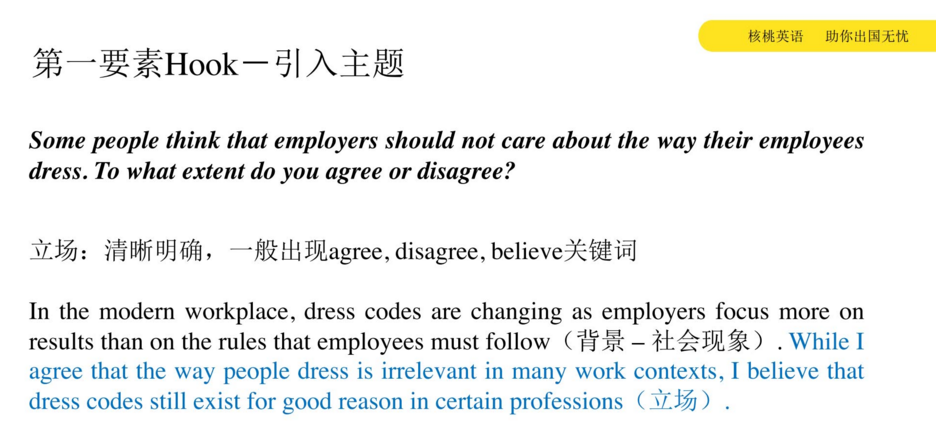 核桃英语 助你出国无忧
第一要素Hook－引入主题
Some people think that employers should not care about the way their employees
dress. To what extent do you agree or disagree?
立场：清晰明确，一般出现agree, disagree, believe关键词
In the modern workplace, dress codes are changing as employers focus more on
results than on the rules that employees must follow（背景 – 社会现象）. While I
agree that the way people dress is irrelevant in many work contexts, I believe that
dress codes still exist for good reason in certain professions（立场）.